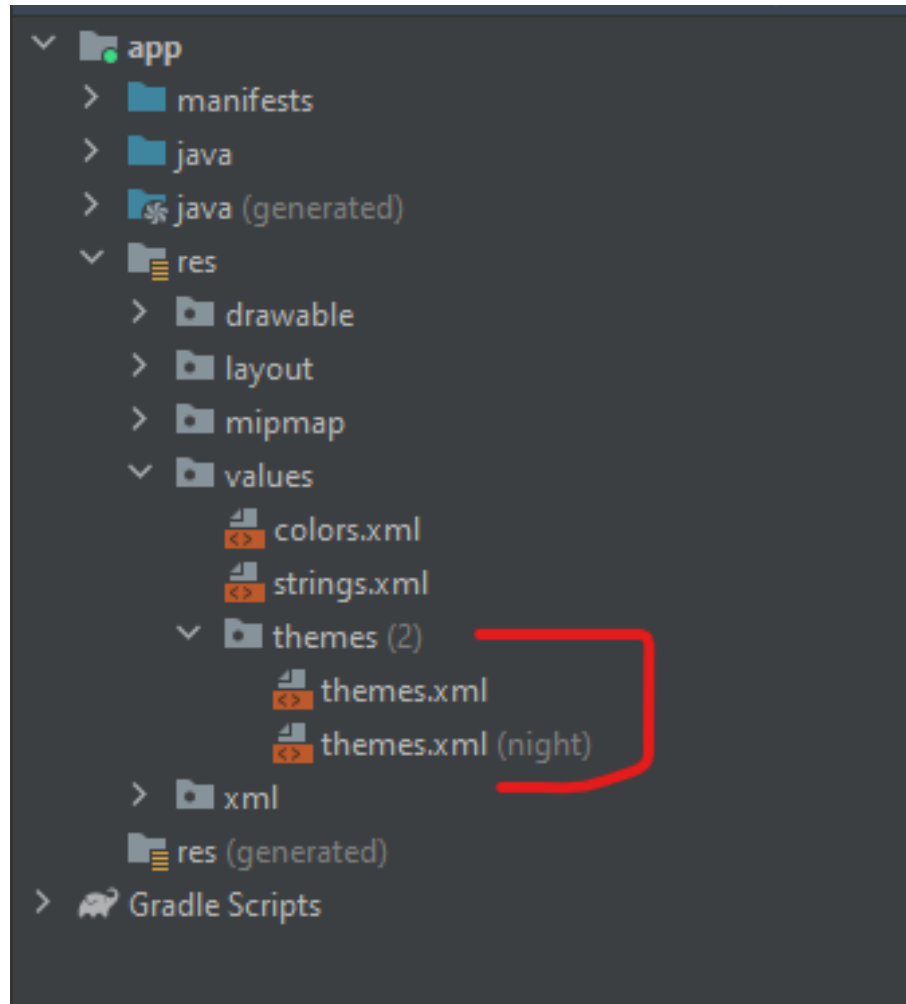 app
manifests
java
java (generated)
res
drawable
layout
mipmap
values
colors.xml
strings.xml
themes (2)
themes.xml
themes.xml (night)
xml
res (generated)
Gradle Scripts